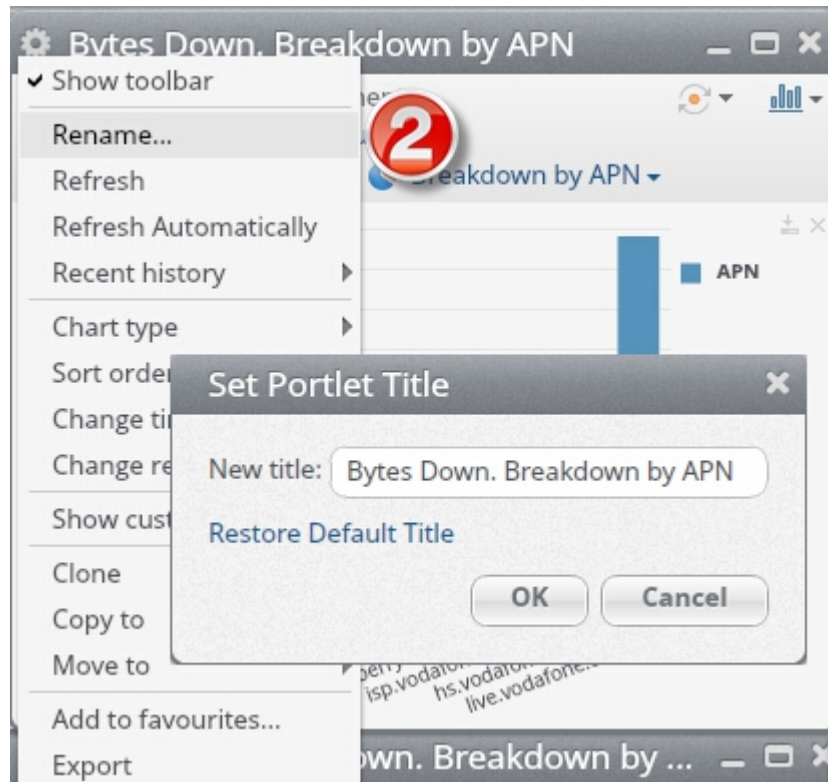 Bytes Down. Breakdown by APN
Show toolbar
Rename...
2
Refresh
Breakdown by APN
Refresh Automatically
Recent history
APN
Chart type
Sort order
Set Portlet Title
Change ti
Change re
New title: Bytes Down. Breakdown by APN
Show cust
Restore Default Title
Clone
OK Cancel
Copy to
Move to
isp.vodafone
hs.vodafone
live.vodafone.
Add to favourites...
Export
own. Breakdown by ...